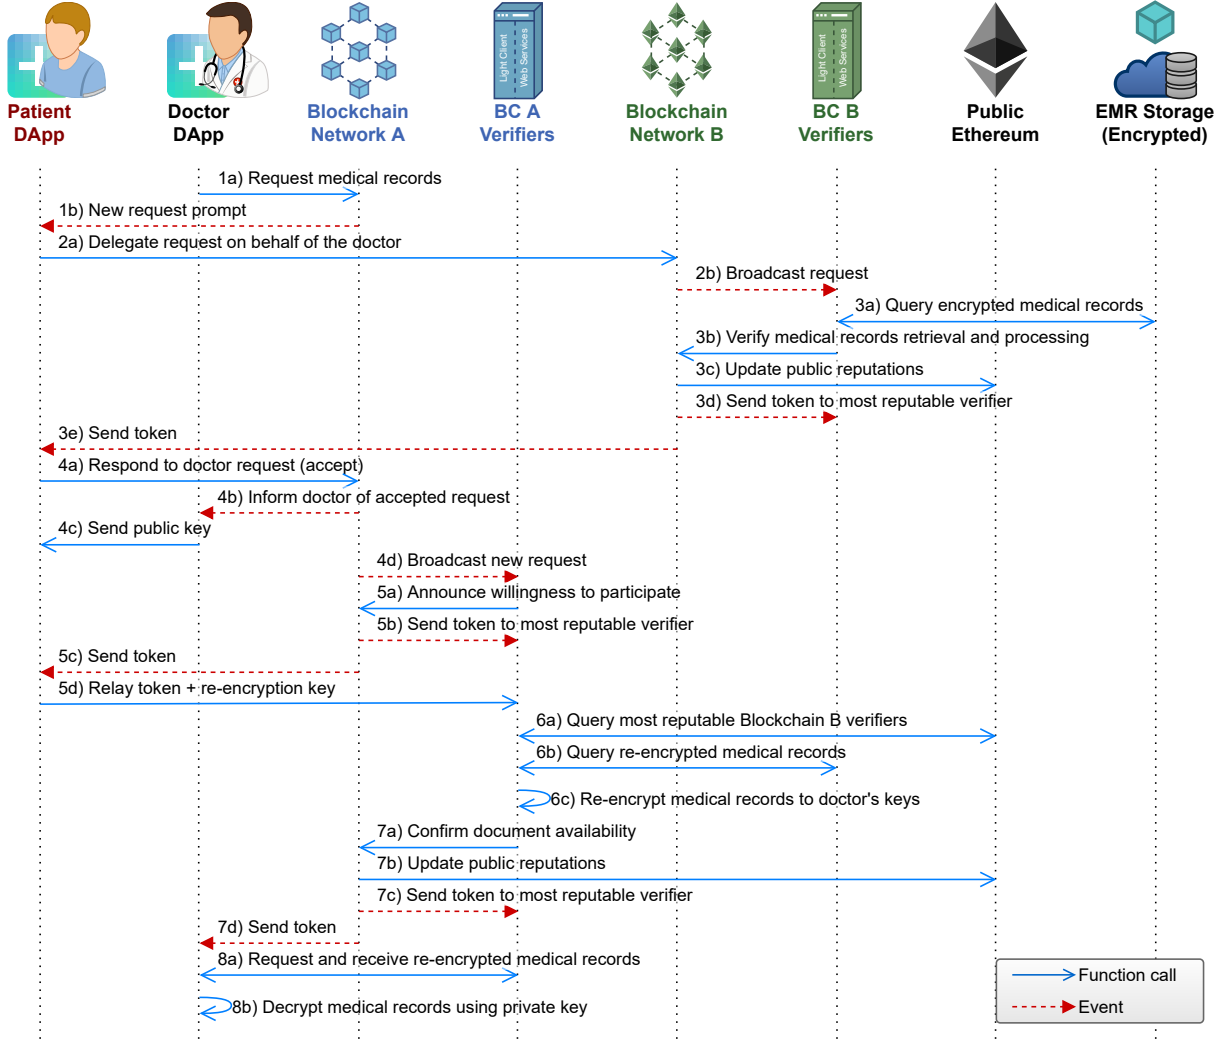 Patient
DApp
Doctor
DApp
Blockchain
Network A
Light Client
Web Services
BC A
Verifiers
Blockchain
Network B
Light Client
Web Services
BC B
Verifiers
Public
Ethereum
EMR Storage
(Encrypted)
1a) Request medical records
1b) New request prompt
2a) Delegate request on behalf of the doctor
2b) Broadcast request
3a) Query encrypted medical records
3b) Verify medical records retrieval and processing
3c) Update public reputations
3d) Send token to most reputable verifier
3e) Send token
4a) Respond to doctor request (accept)
4b) Inform doctor of accepted request
4c) Send public key
4d) Broadcast new request
5a) Announce willingness to participate
5b) Send token to most reputable verifier
5c) Send token
5d) Relay token + re-encryption key
6a) Query most reputable Blockchain B verifiers
6b) Query re-encrypted medical records
6c) Re-encrypt medical records to doctor's keys
7a) Confirm document availability
7b) Update public reputations
7c) Send token to most reputable verifier
7d) Send token
8a) Request and receive re-encrypted medical records
8b) Decrypt medical records using private key
Function call
Event